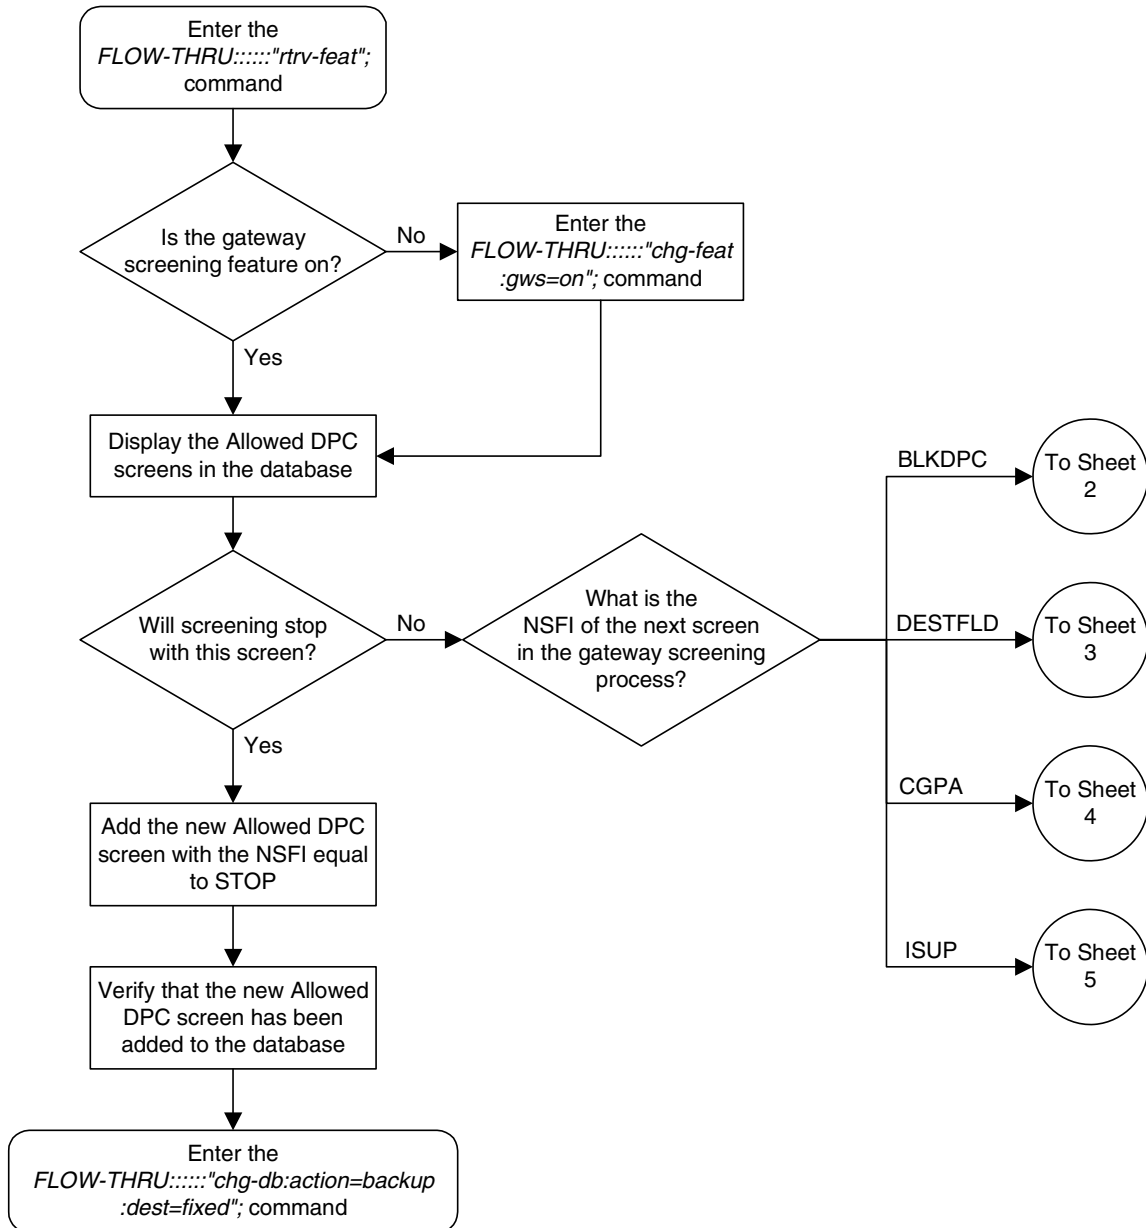 Enter the
FLOW-THRU::::::"rtrv-feat";
command
Is the gateway
screening feature on?
No
Enter the
FLOW-THRU::::::"chg-feat
:gws=on"; command
Yes
Display the Allowed DPC
screens in the database
Will screening stop
with this screen?
No
What is the
NSFI of the next screen
in the gateway screening
process?
BLKDPC
To Sheet
2
DESTFLD
To Sheet
3
CGPA
To Sheet
4
ISUP
To Sheet
5
Yes
Add the new Allowed DPC
screen with the NSFI equal
to STOP
Verify that the new Allowed
DPC screen has been
added to the database
Enter the
FLOW-THRU::::::"chg-db:action=backup
:dest=fixed"; command